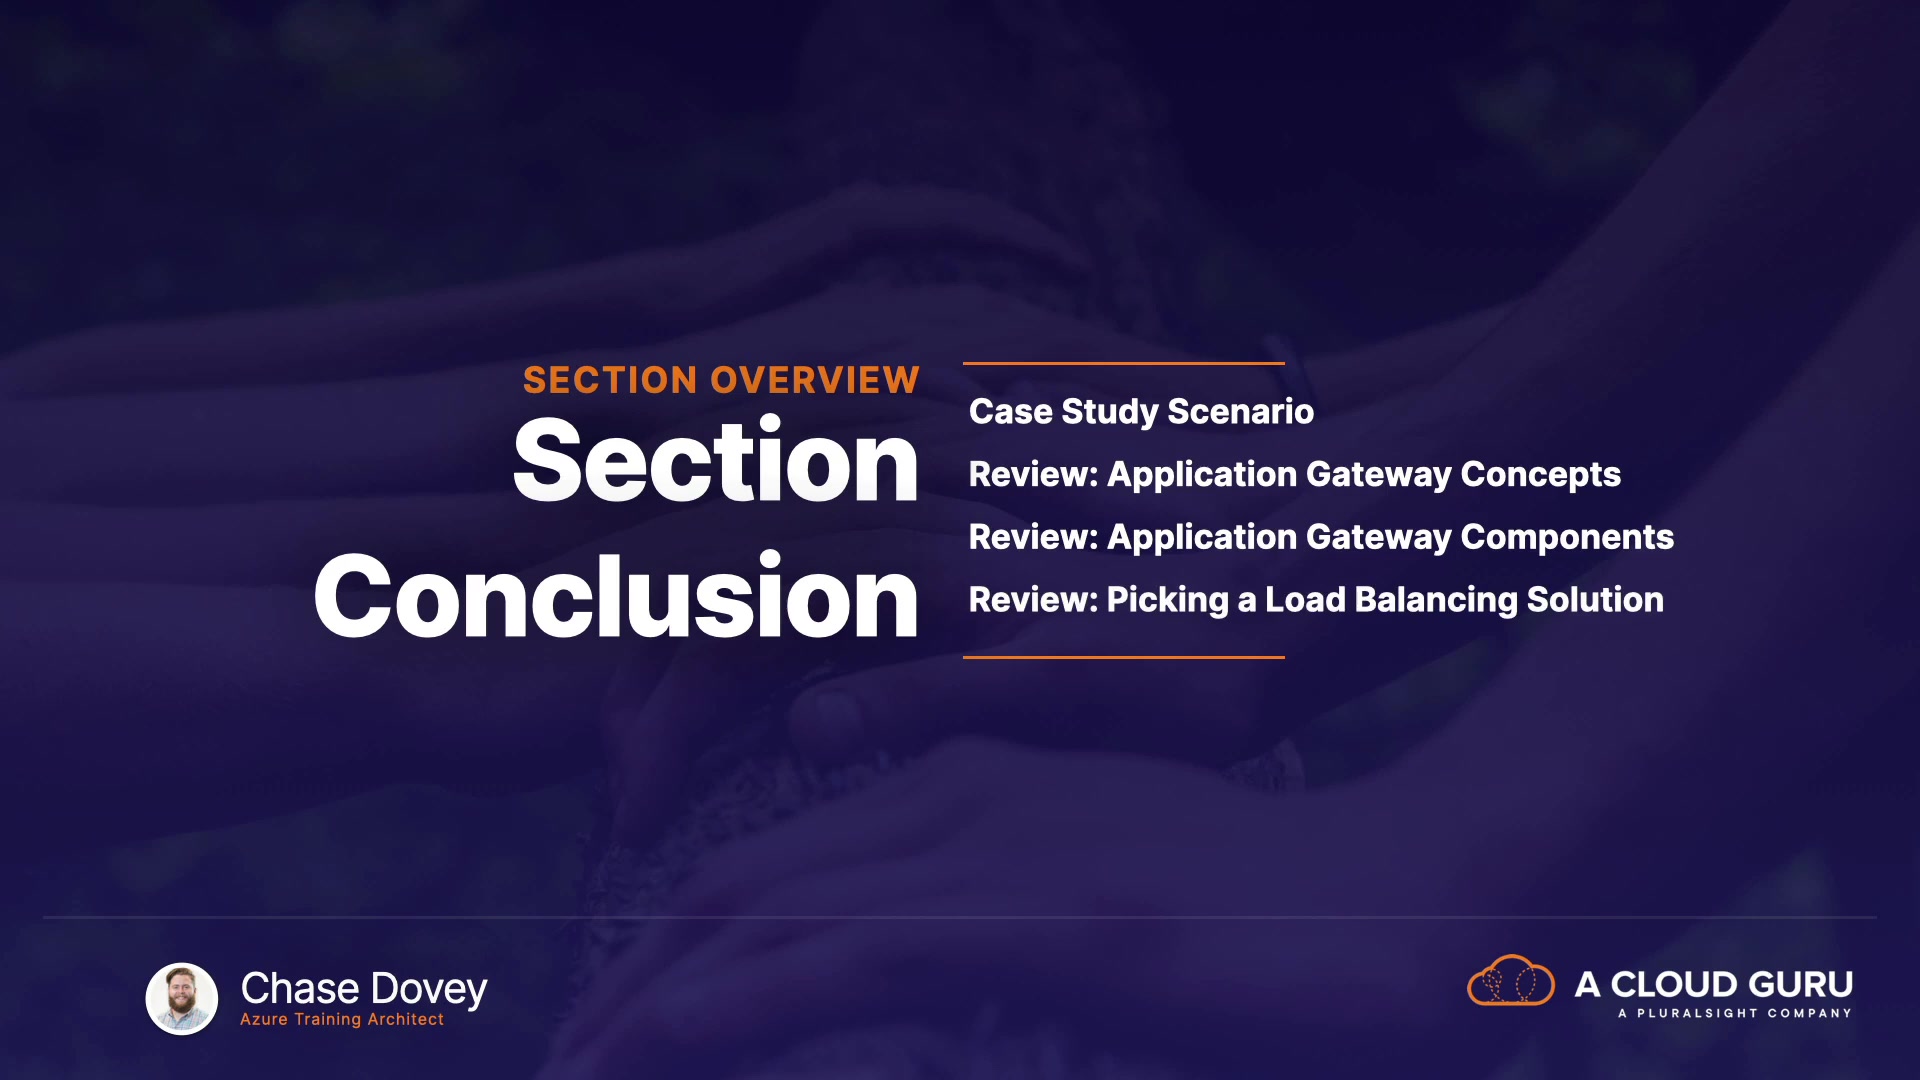 SECTION OVERVIEW
Section
Conclusion
Case Study Scenario
Review: Application Gateway Concepts
Review: Application Gateway Components
Review: Picking a Load Balancing Solution
Chase Dovey
Azure Training Architect
A CLOUD GURU
A PLURALSIGHT COMPANY